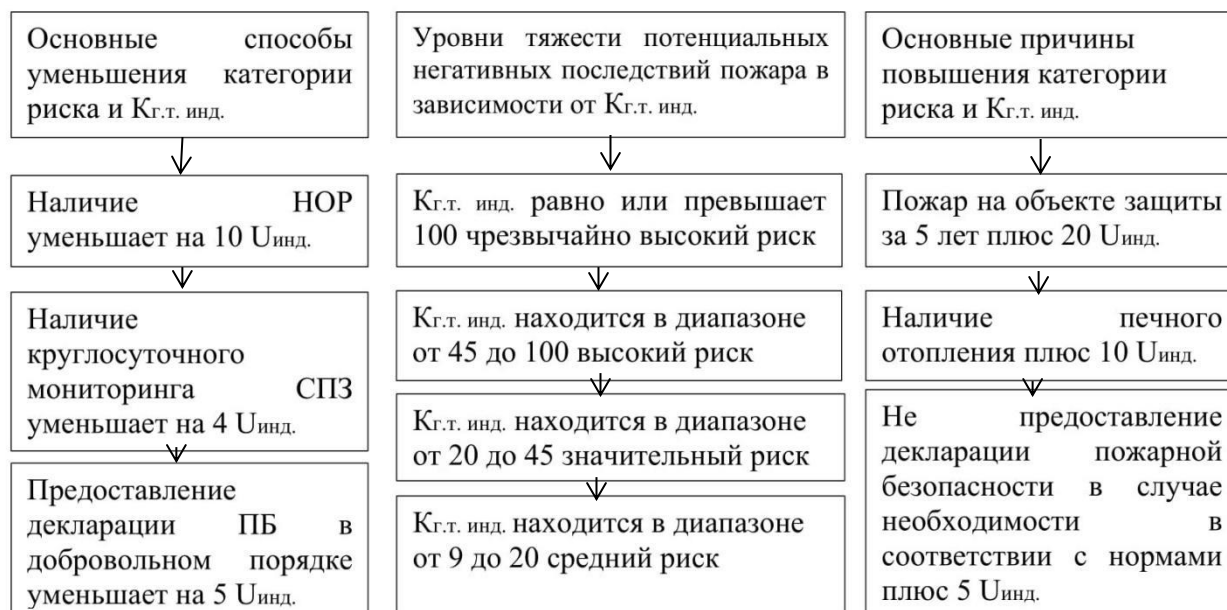 Основные способы
уменьшения категории
риска и Кг.т. инд.
Наличие НОР
уменьшает на 10 Uинд.
Наличие
круглосуточного
мониторинга СПЗ
уменьшает на 4 Uинд.
Предоставление
декларации ПБ в
добровольном порядке
уменьшает на 5 Uинд.
Уровни тяжести потенциальных
негативных последствий пожара в
зависимости от Кг.т. инд.
Кг.т. инд. равно или превышает
100 чрезвычайно высокий риск
Кг.т. инд. находится в диапазоне
от 45 до 100 высокий риск
Кг.т. инд. находится в диапазоне
от 20 до 45 значительный риск
Кг.т. инд. находится в диапазоне
от 9 до 20 средний риск
Основные причины
повышения категории
риска и Кг.т. инд.
Пожар на объекте защиты
за 5 лет плюс 20 Uинд.
Наличие печного
отопления плюс 10 Uинд.
Не предоставление
декларации пожарной
безопасности в случае
необходимости в
соответствии с нормами
плюс 5 Uинд.